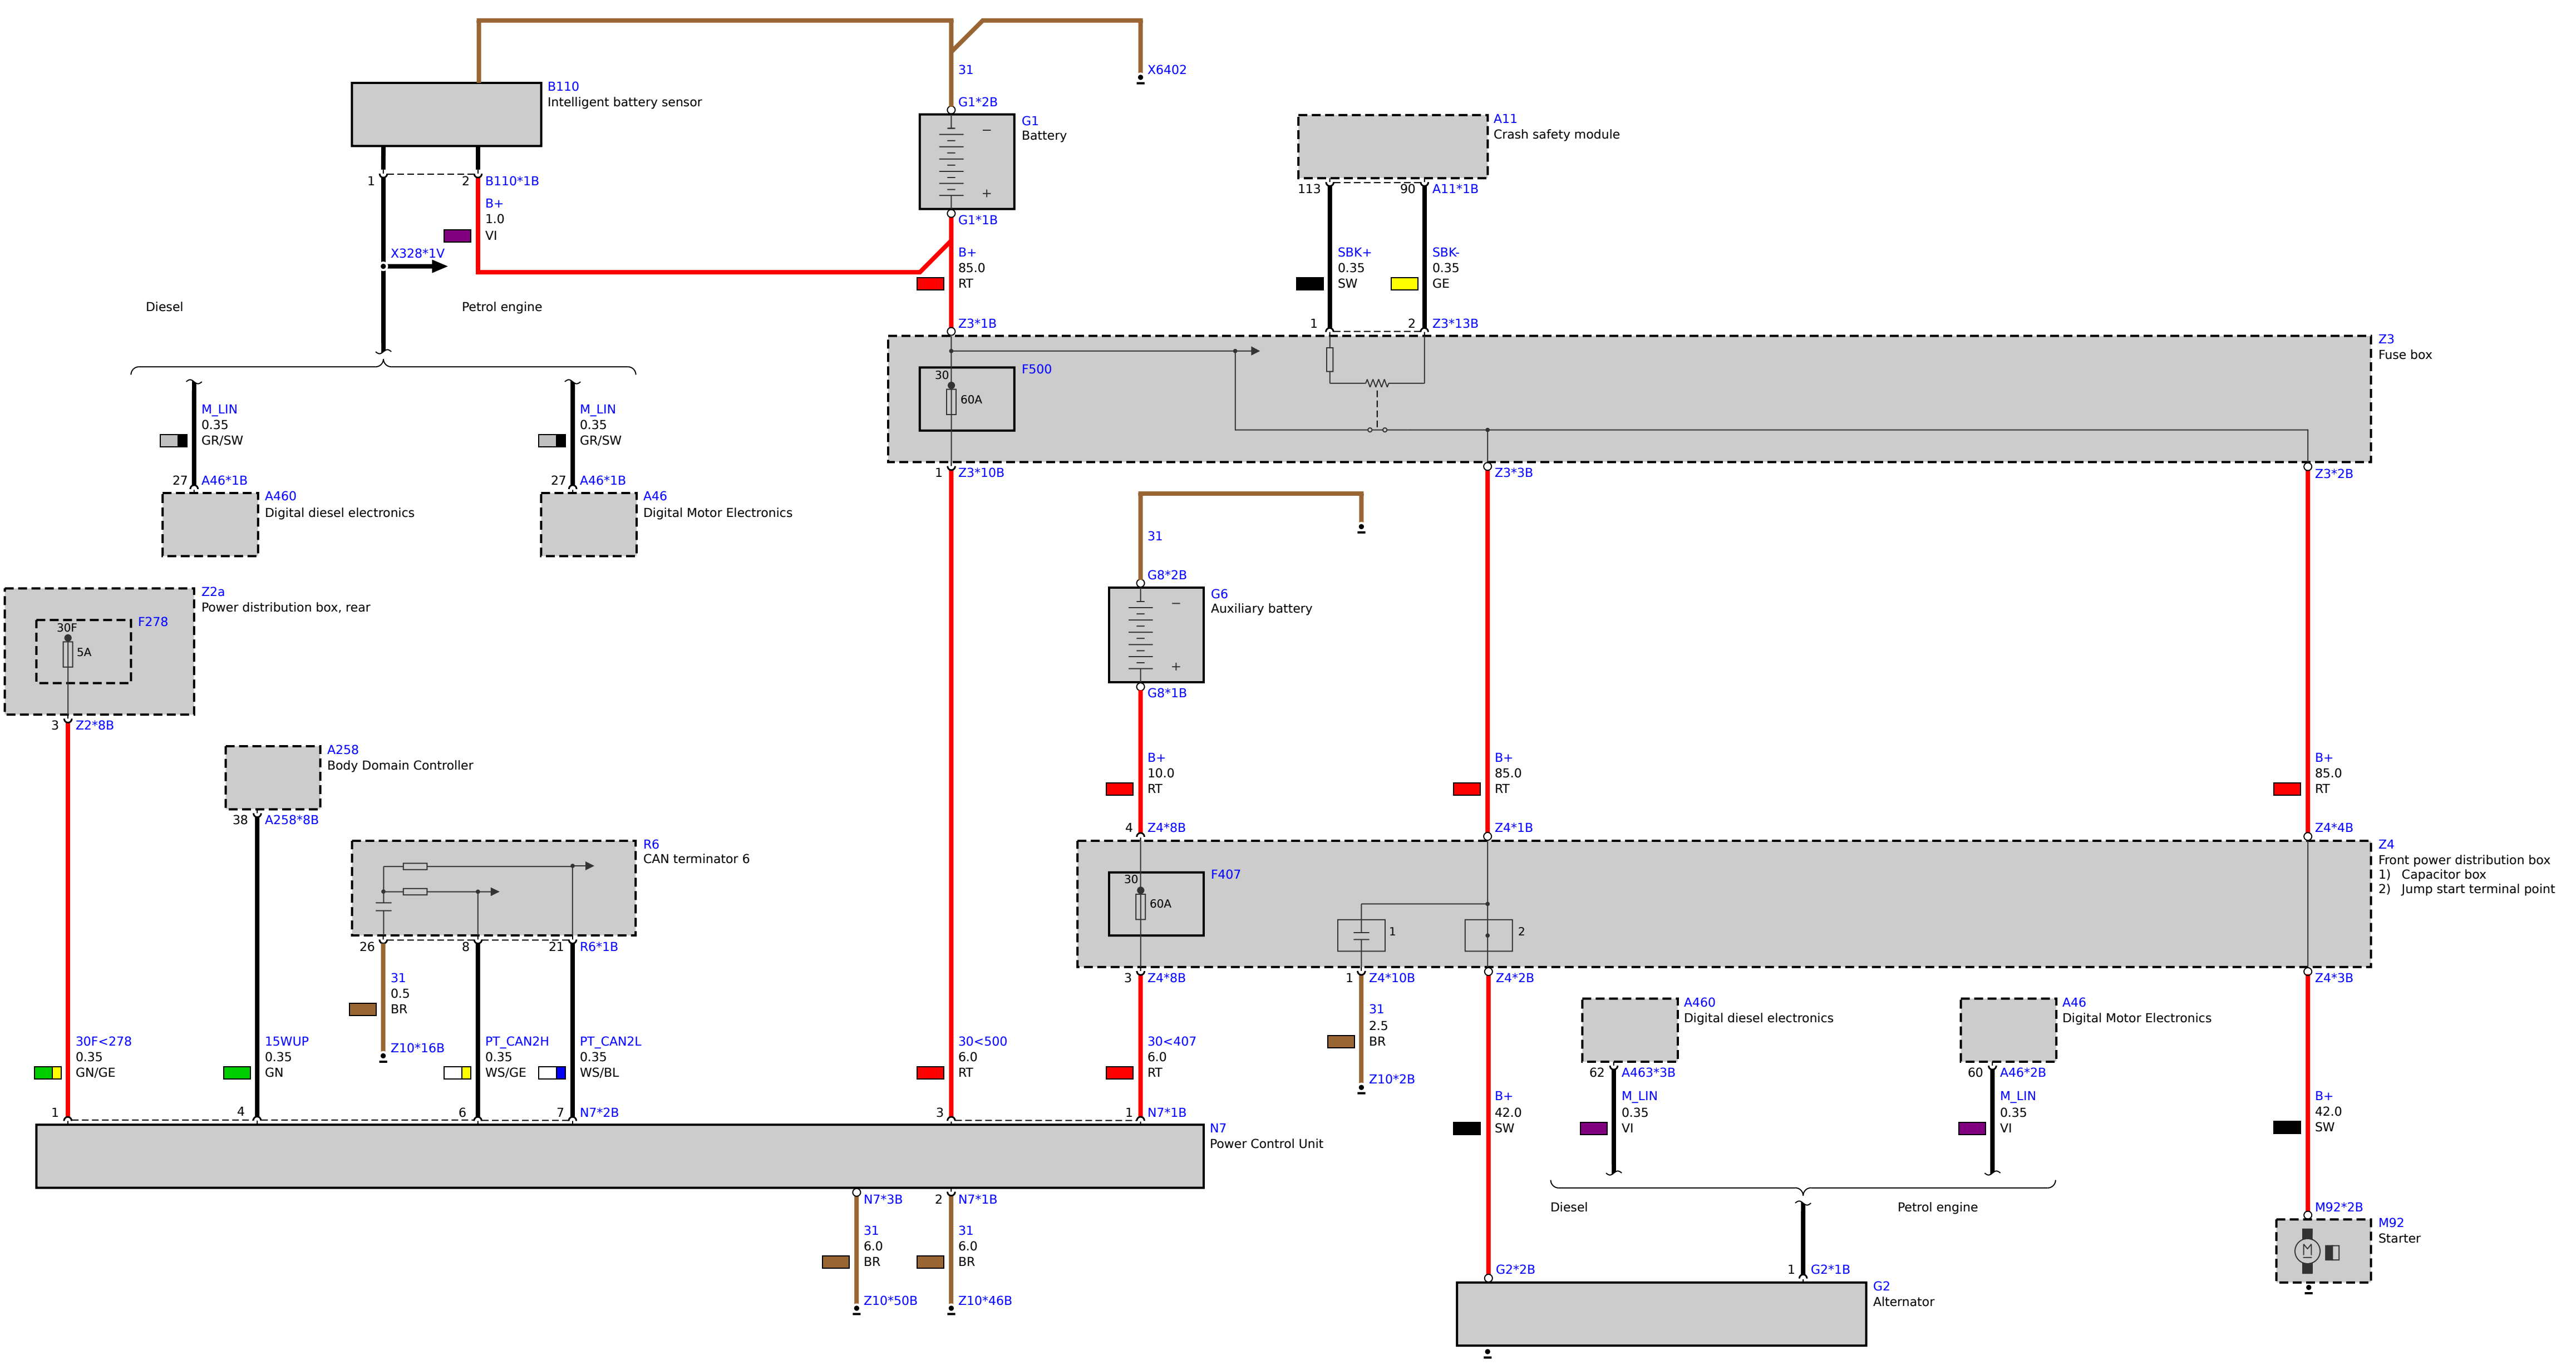 31
X6402
B110
Intelligent battery sensor
G1*2B
G1
Battery
−
+
A11
Crash safety module
1
2
B110*1B
113
90
A11*1B
B+
1.0
VI
G1*1B
X328*1V
B+
85.0
RT
SBK+
0.35
SW
SBK-
0.35
GE
Diesel
Petrol engine
Z3*1B
1
2
Z3*13B
Z3
Fuse box
F500
30
60A
M_LIN
0.35
GR/SW
M_LIN
0.35
GR/SW
27
A46*1B
27
A46*1B
1
Z3*10B
Z3*3B
Z3*2B
A460
Digital diesel electronics
A46
Digital Motor Electronics
31
G8*2B
G6
Auxiliary battery
−
+
Z2a
Power distribution box, rear
F278
30F
5A
3
Z2*8B
G8*1B
A258
Body Domain Controller
B+
10.0
RT
B+
85.0
RT
B+
85.0
RT
38
A258*8B
4
Z4*8B
Z4*1B
Z4*4B
R6
CAN terminator 6
Z4
Front power distribution box
1) Capacitor box
2) Jump start terminal point
F407
30
60A
1
2
26
8
21
R6*1B
3
Z4*8B
1
Z4*10B
Z4*2B
Z4*3B
31
0.5
BR
Z10*16B
31
2.5
BR
Z10*2B
A460
Digital diesel electronics
A46
Digital Motor Electronics
30F<278
0.35
GN/GE
15WUP
0.35
GN
PT_CAN2H
0.35
WS/GE
PT_CAN2L
0.35
WS/BL
30<500
6.0
RT
30<407
6.0
RT
62
A463*3B
60
A46*2B
B+
42.0
SW
M_LIN
0.35
VI
M_LIN
0.35
VI
B+
42.0
SW
1
4
6
7
N7*2B
3
1
N7*1B
N7
Power Control Unit
N7*3B
2
N7*1B
31
6.0
BR
31
6.0
BR
Z10*50B
Z10*46B
Diesel
Petrol engine
M92*2B
M92
Starter
M
G2*2B
1
G2*1B
G2
Alternator